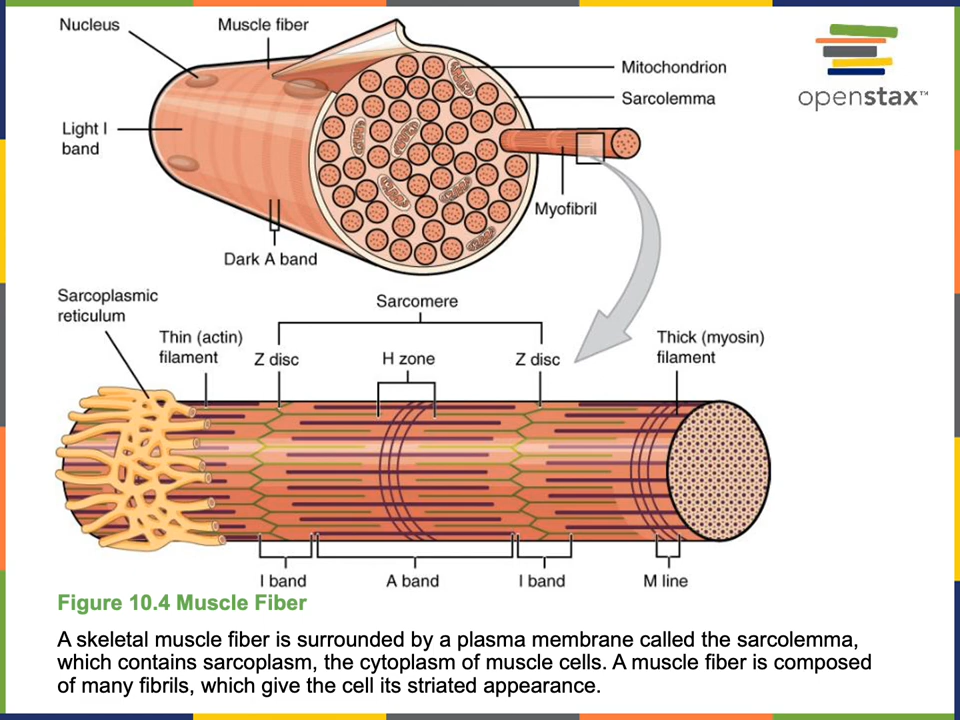 Nucleus
Muscle fiber
Mitochondrion
Sarcolemma
openstax™
Light I
band
Myofibril
Dark A band
Sarcoplasmic
reticulum
Sarcomere
Thin (actin)
filament
Z disc
H zone
Z disc
Thick (myosin)
filament
I band
A band
I band
M line
Figure 10.4 Muscle Fiber
A skeletal muscle fiber is surrounded by a plasma membrane called the sarcolemma,
which contains sarcoplasm, the cytoplasm of muscle cells. A muscle fiber is composed
of many fibrils, which give the cell its striated appearance.